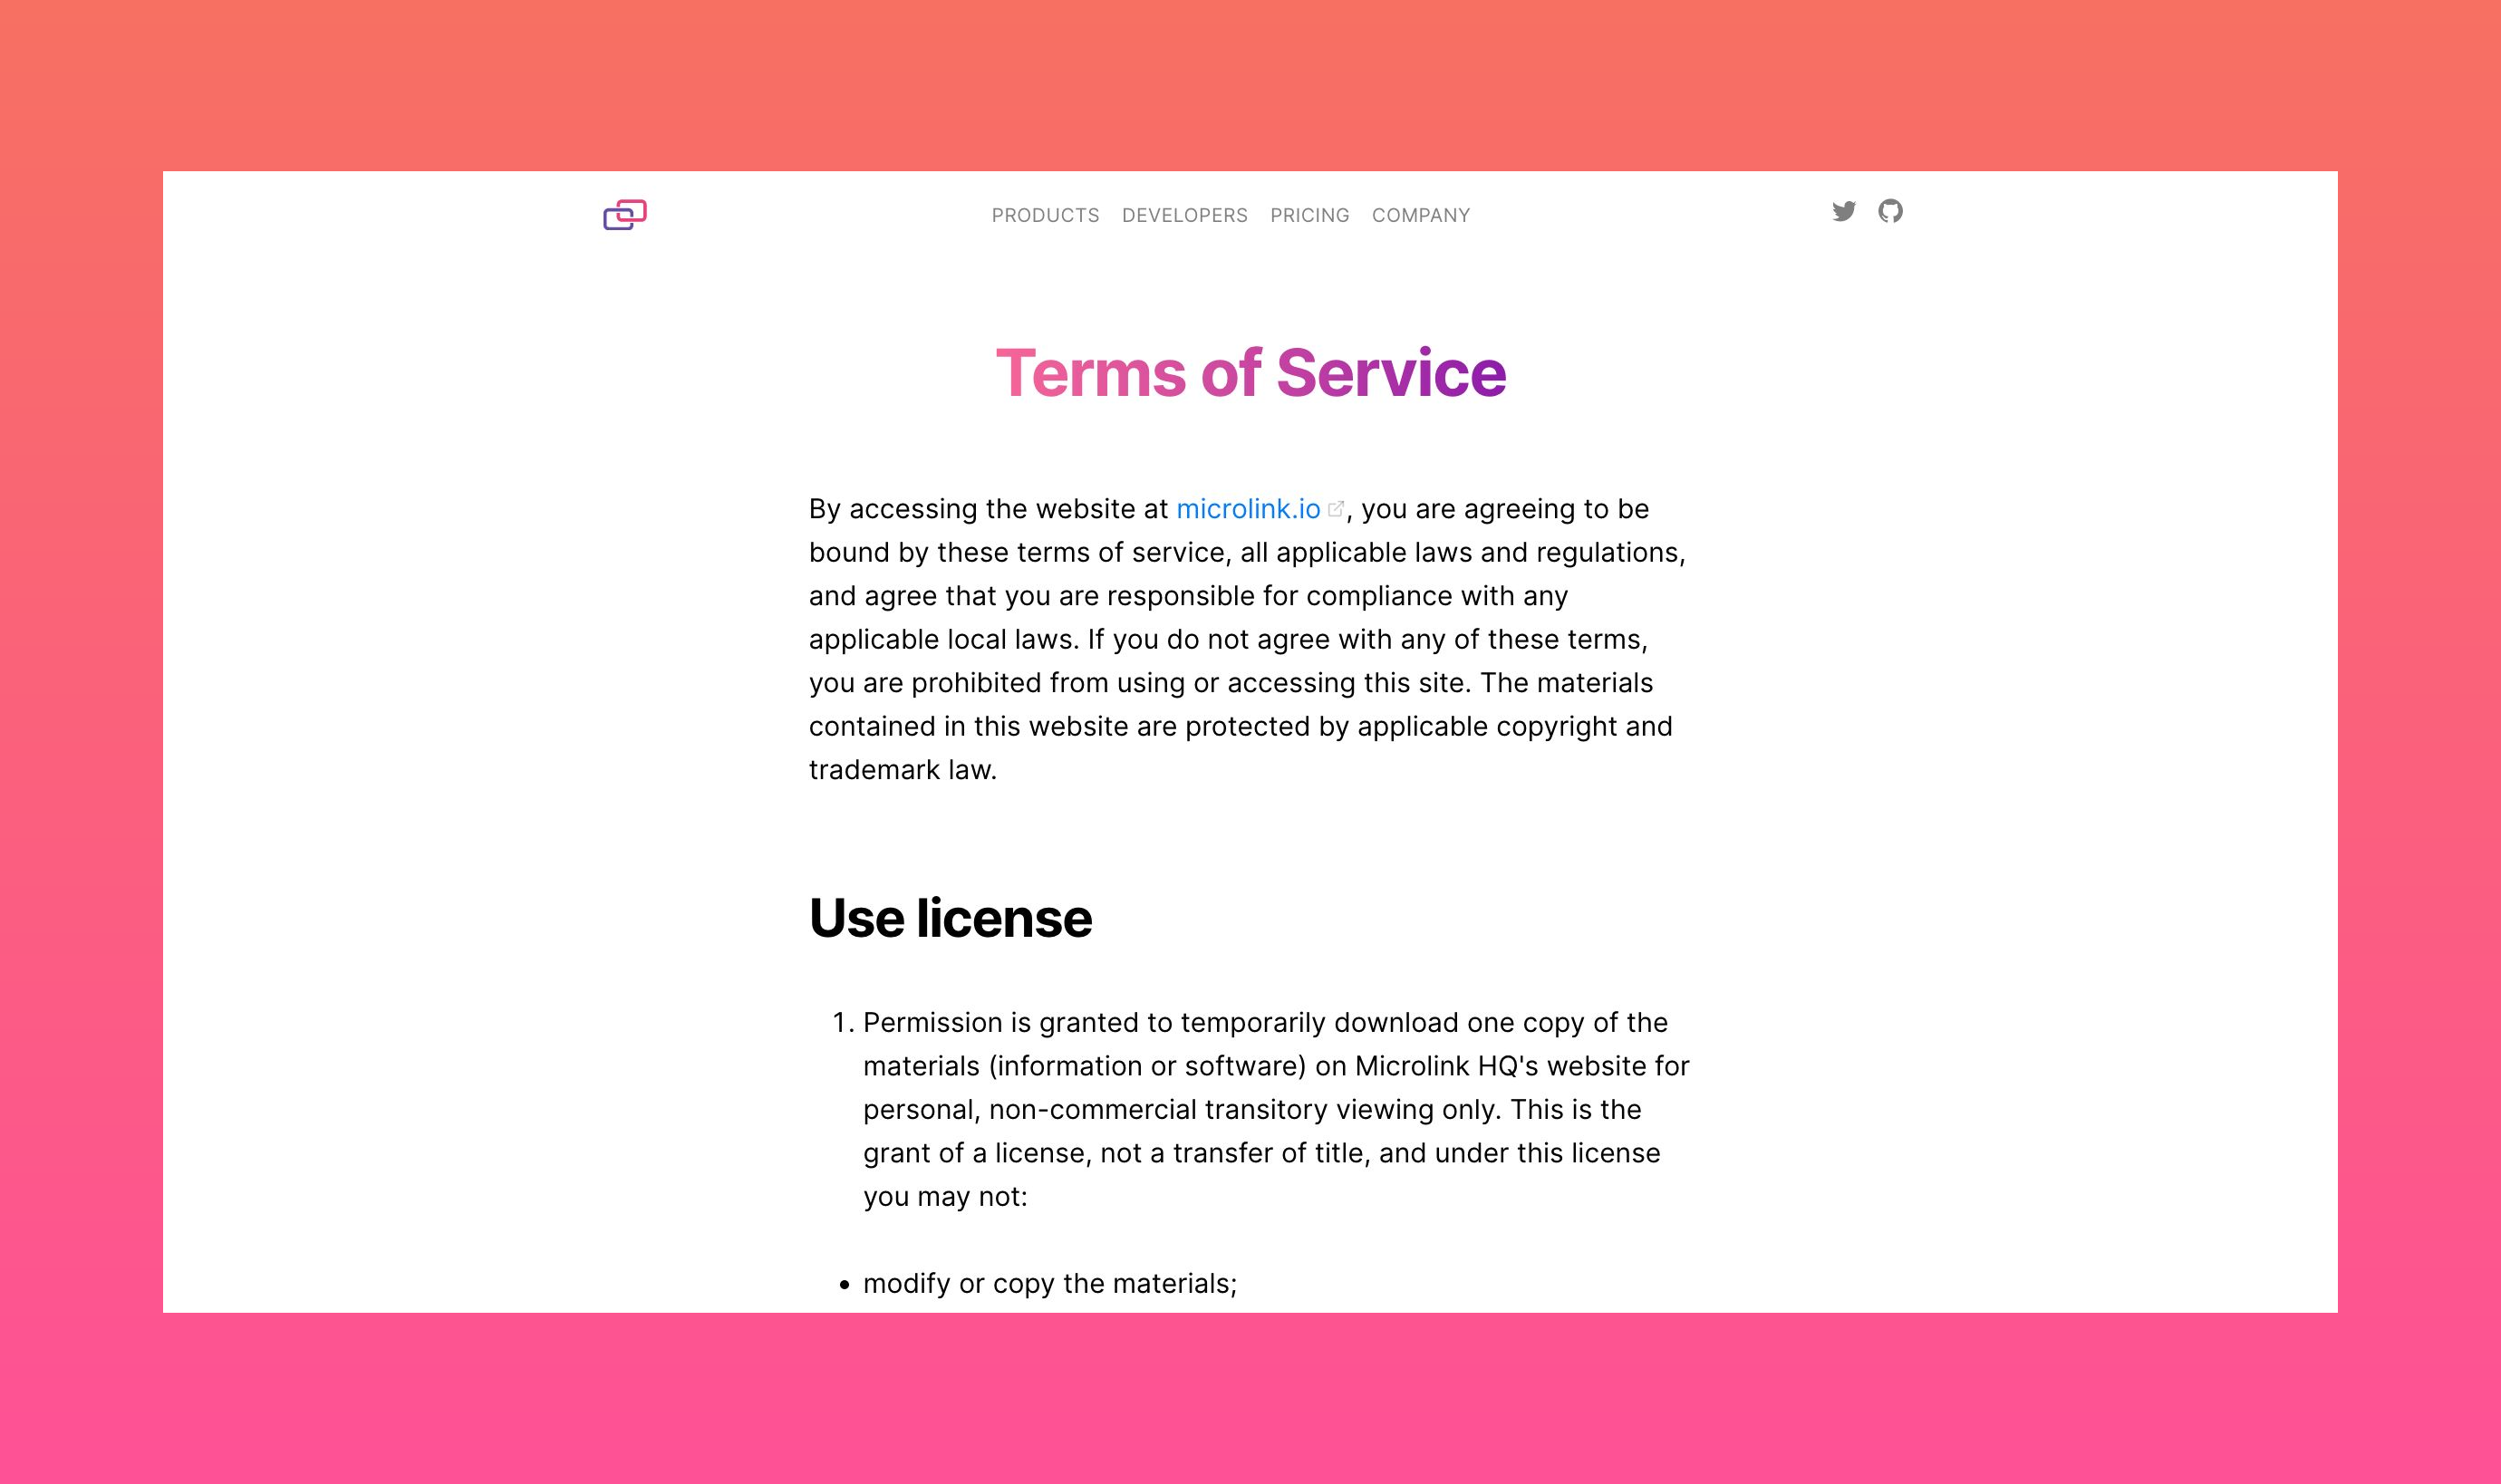 PRODUCTS DEVELOPERS PRICING COMPANY
Terms of Service
By accessing the website at microlink.io, you are agreeing to be
bound by these terms of service, all applicable laws and regulations,
and agree that you are responsible for compliance with any
applicable local laws. If you do not agree with any of these terms,
you are prohibited from using or accessing this site. The materials
contained in this website are protected by applicable copyright and
trademark law.
Use license
1. Permission is granted to temporarily download one copy of the
materials (information or software) on Microlink HQ's website for
personal, non-commercial transitory viewing only. This is the
grant of a license, not a transfer of title, and under this license
you may not:
• modify or copy the materials;